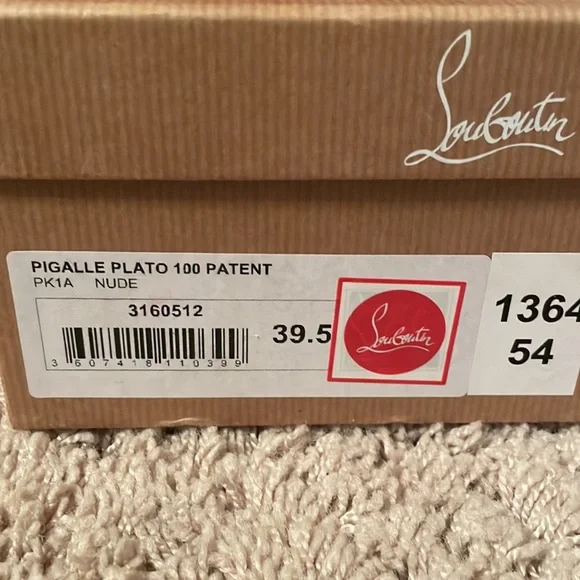 Louboutin
PIGALLE PLATO 100 PATENT
PK1A NUDE
3160512
39.5
3 607418 110399
Louboutin
1364
54